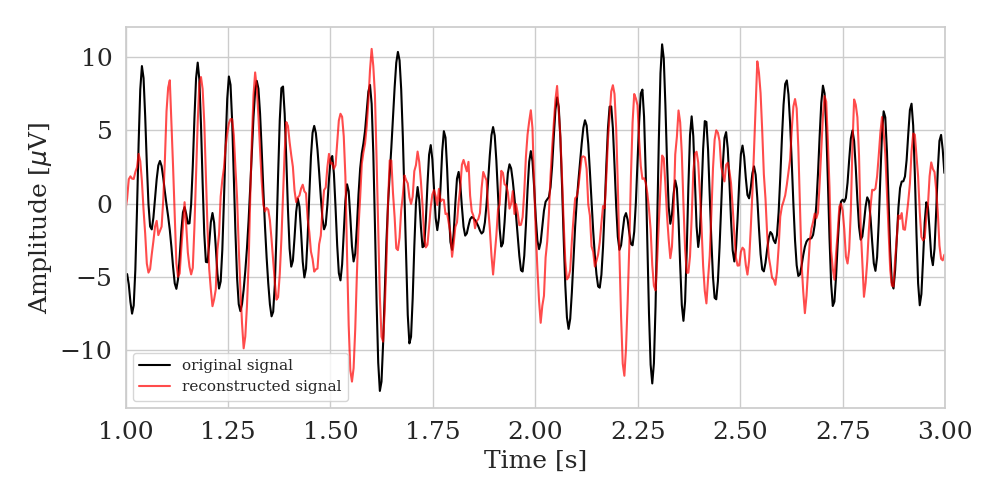 Amplitude [μV]
10
5
0
−5
−10
original signal
reconstructed signal
1.00 1.25 1.50 1.75 2.00 2.25 2.50 2.75 3.00
Time [s]